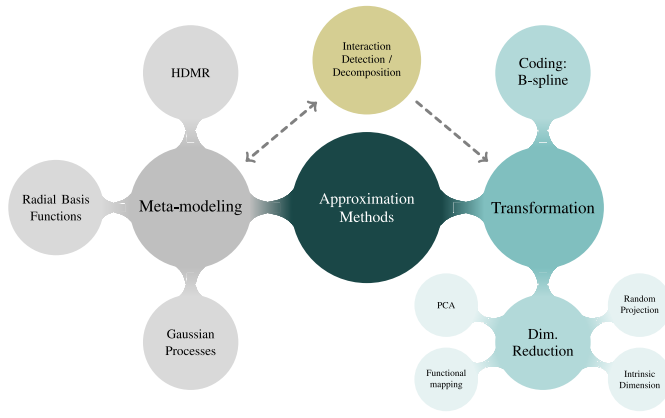 Interaction
Detection /
Decomposition
HDMR
Coding:
B-spline
Radial Basis
Functions
Meta-modeling
Approximation
Methods
Transformation
Gaussian
Processes
PCA
Random
Projection
Dim.
Reduction
Functional
mapping
Intrinsic
Dimension